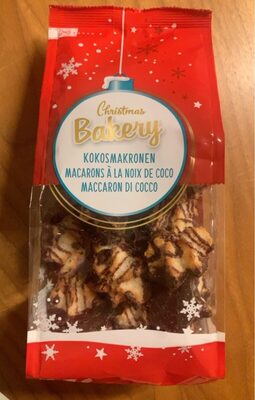 Christmas
Bakery
KOKOSMAKRONEN
MACARONS À LA NOIX DE COCO
MACCARON DI COCCO